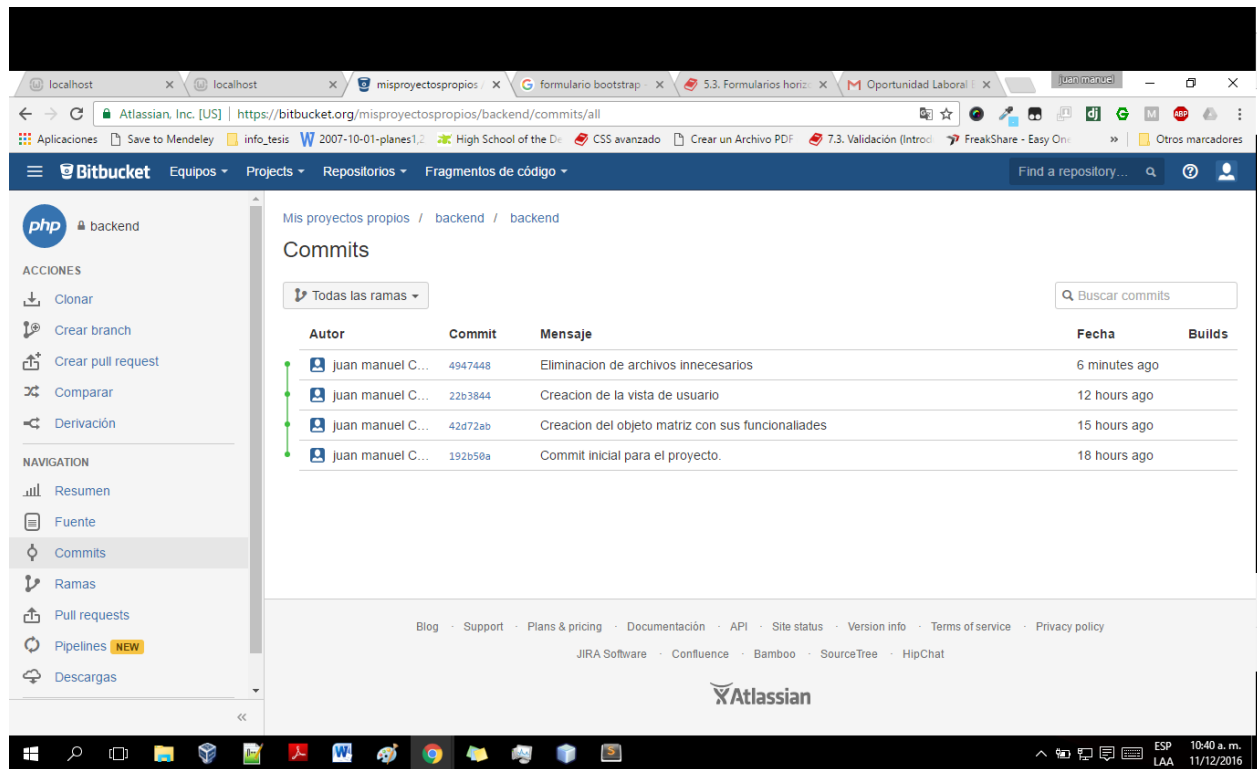 localhost
localhost
misproyectospropios /
formulario bootstrap -
5.3. Formularios horiz
Oportunidad Laboral E
juan manuel
Atlassian, Inc. [US] https://bitbucket.org/misproyectospropios/backend/commits/all
Aplicaciones Save to Mendeley info_tesis 2007-10-01-planes1,2 High School of the De CSS avanzado Crear un Archivo PDF 7.3. Validación (Introd FreakShare - Easy One » Otros marcadores
Bitbucket Equipos Projects Repositorios Fragmentos de código Find a repository...
php backend
ACCIONES
Clonar
Crear branch
Crear pull request
Comparar
Derivación
NAVIGATION
Resumen
Fuente
Commits
Ramas
Pull requests
Pipelines NEW
Descargas
Mis proyectos propios / backend / backend
Commits
Todas las ramas
Buscar commits
Autor Commit Mensaje Fecha Builds
juan manuel C... 4947448 Eliminacion de archivos innecesarios 6 minutes ago
juan manuel C... 22b3844 Creacion de la vista de usuario 12 hours ago
juan manuel C... 42d72ab Creacion del objeto matriz con sus funcionaliades 15 hours ago
juan manuel C... 192b50a Commit inicial para el proyecto. 18 hours ago
Blog · Support · Plans & pricing · Documentación · API · Site status · Version info · Terms of service · Privacy policy
JIRA Software · Confluence · Bamboo · SourceTree · HipChat
Atlassian
ESP
LAA
10:40 a. m.
11/12/2016